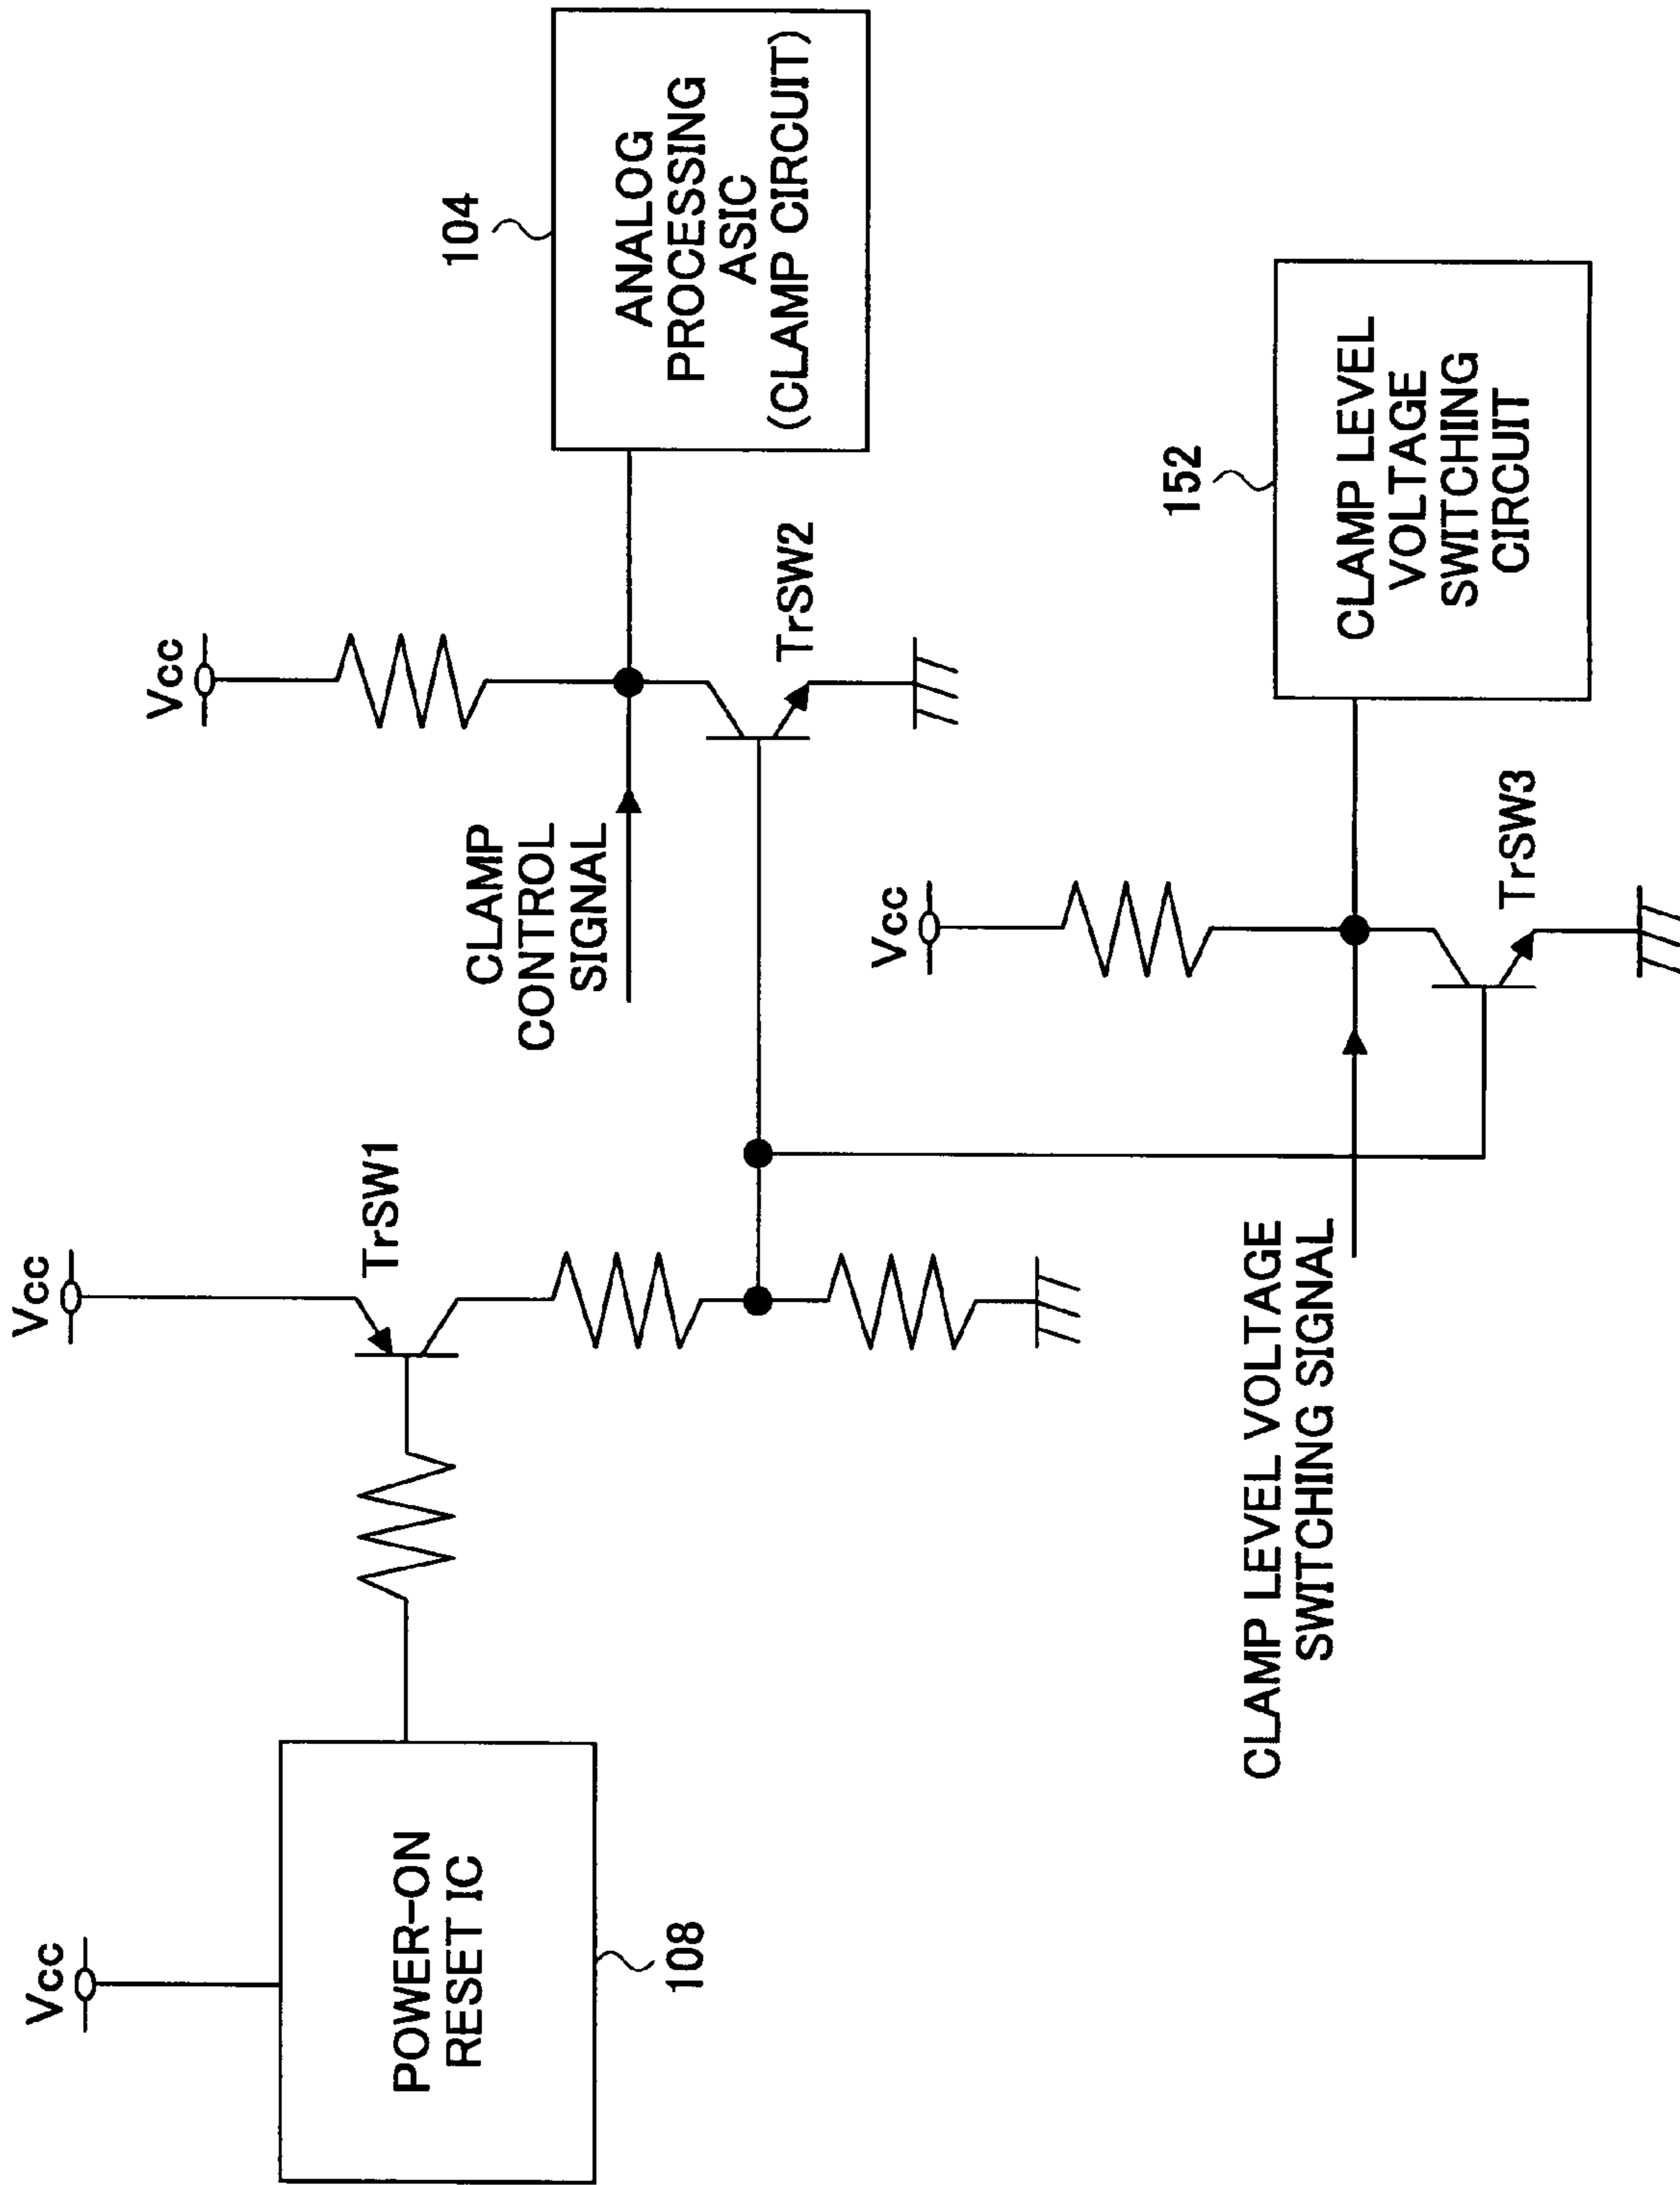 Vcc
POWER-ON
RESET IC
108
Vcc
TrSW1
Vcc
CLAMP
CONTROL
SIGNAL
TrSW2
104
ANALOG
PROCESSING
ASIC
(CLAMP CIRCUIT)
CLAMP LEVEL VOLTAGE
SWITCHING SIGNAL
Vcc
TrSW3
152
CLAMP LEVEL
VOLTAGE
SWITCHING
CIRCUIT